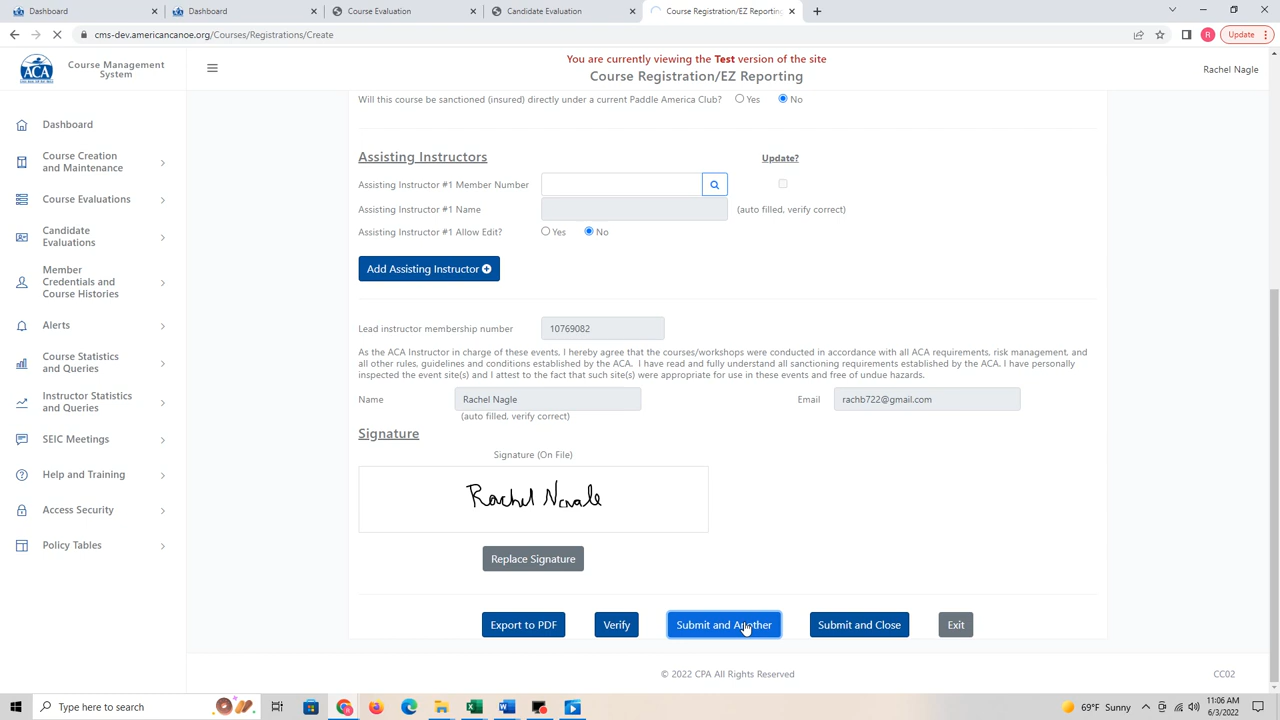 Dashboard
Dashboard
Course Evaluation
Candidate Evaluation
Course Registration/EZ Reporting
cms-dev.americancanoe.org/Courses/Registrations/Create
R
Update
ACA
Course Management
System
You are currently viewing the Test version of the site
Course Registration/EZ Reporting
Rachel Nagle
Dashboard
Course Creation
and Maintenance
Course Evaluations
Candidate
Evaluations
Member
Credentials and
Course Histories
Alerts
Course Statistics
and Queries
Instructor Statistics
and Queries
SEIC Meetings
Help and Training
Access Security
Policy Tables
Will this course be sanctioned (insured) directly under a current Paddle America Club? Yes No
Assisting Instructors Update?
Assisting Instructor #1 Member Number
Assisting Instructor #1 Name (auto filled, verify correct)
Assisting Instructor #1 Allow Edit? Yes No
Add Assisting Instructor
Lead instructor membership number 10769082
As the ACA Instructor in charge of these events, I hereby agree that the courses/workshops were conducted in accordance with all ACA requirements, risk management, and
all other rules, guidelines and conditions established by the ACA. I have read and fully understand all sanctioning requirements established by the ACA. I have personally
inspected the event site(s) and I attest to the fact that such site(s) were appropriate for use in these events and free of undue hazards.
Name Rachel Nagle Email rachb722@gmail.com
(auto filled, verify correct)
Signature
Signature (On File)
Rachel Nagle
Replace Signature
Export to PDF Verify Submit and Another Submit and Close Exit
© 2022 CPA All Rights Reserved CC02
Type here to search
69°F Sunny
11:06 AM
6/3/2022